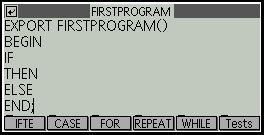 FIRSTPROGRAM
EXPORT FIRSTPROGRAM()
BEGIN
IF
THEN
ELSE
END;
IFTE CASE FOR REPEAT WHILE Tests